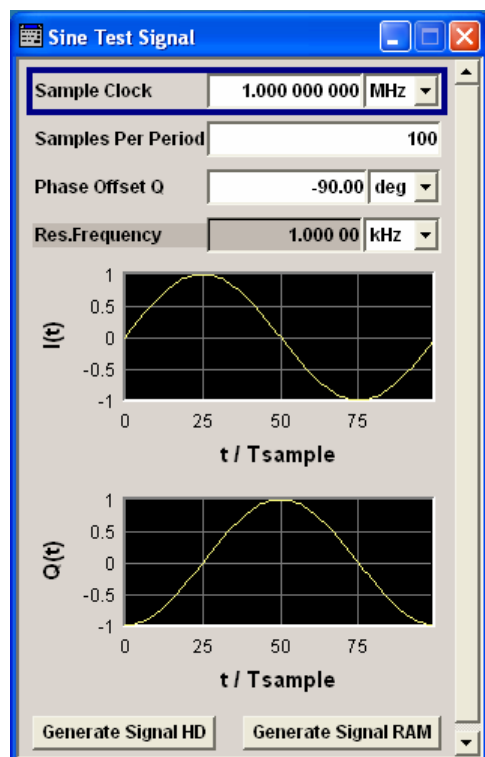 Sine Test Signal
Sample Clock 1.000 000 000 MHz
Samples Per Period 100
Phase Offset Q -90.00 deg
Res.Frequency 1.000 00 kHz
I(t)
1
0.5
0
-0.5
-1
0 25 50 75
t / Tsample
Q(t)
1
0.5
0
-0.5
-1
0 25 50 75
t / Tsample
Generate Signal HD Generate Signal RAM